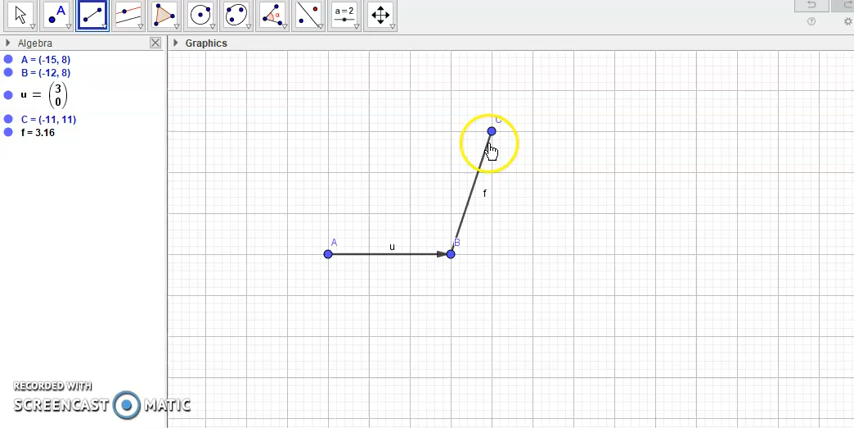 A
α
a = 2
Algebra
Graphics
A = (-15, 8)
B = (-12, 8)
u = (3 0)
C = (-11, 11)
f = 3.16
C
f
A
u
B
RECORDED WITH
SCREENCAST MATIC